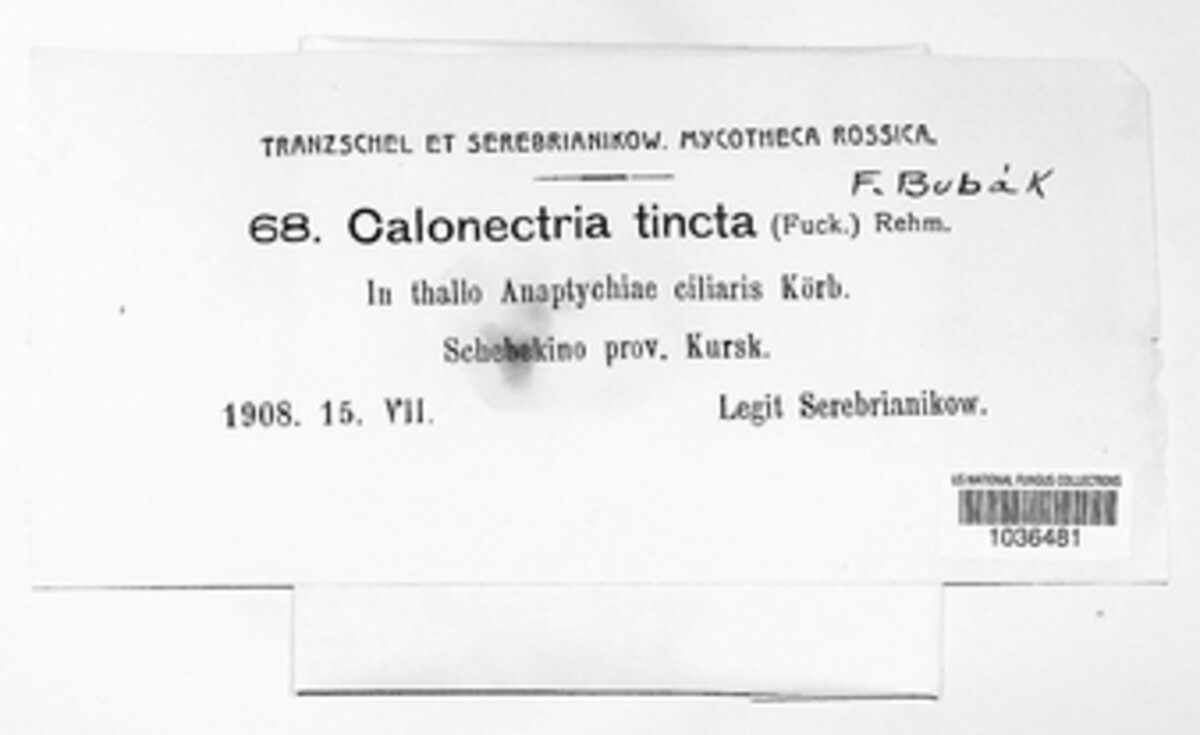 TRANZSCHEL ET SEREBRIANIKOW. MYCOTHECA ROSSICA.
F. Bubák
68. Calonectria tincta (Fuck.) Rehm.
In thallo Anaptychiae ciliaris Körb.
Schebekino prov. Kursk.
1908. 15. VII.
Legit Serebrianikow.
US NATIONAL FUNGUS COLLECTIONS
1036481